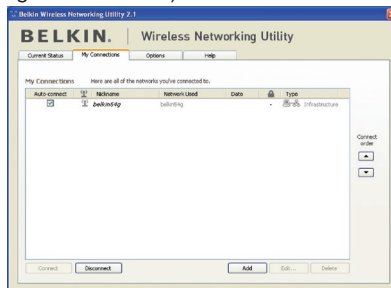 Belkin Wireless Networking Utility 2.1
BELKIN. Wireless Networking Utility
Current Status My Connections Options Help
My Connections Here are all of the networks you've connected to.
Auto-connect Nickname Network Used Date Type
belkin54g belkin54g - Infrastructure
Connect
order
Connect Disconnect Add Edit... Delete